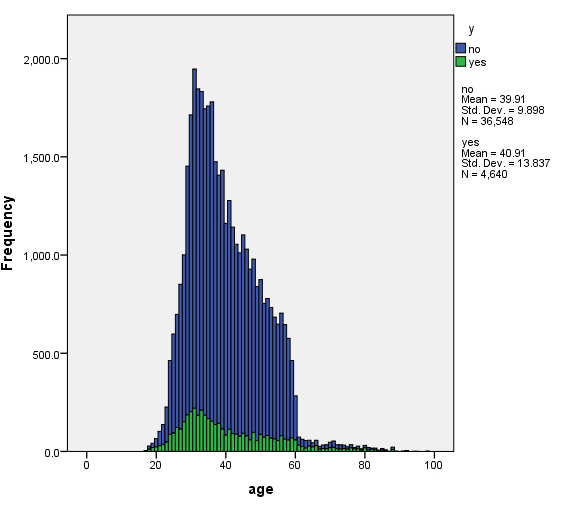 y
no
yes
no
Mean = 39.91
Std. Dev. = 9.898
N = 36,548
yes
Mean = 40.91
Std. Dev. = 13.837
N = 4,640
Frequency
2,000.0
1,500.0
1,000.0
500.0
0.0
0 20 40 60 80 100
age